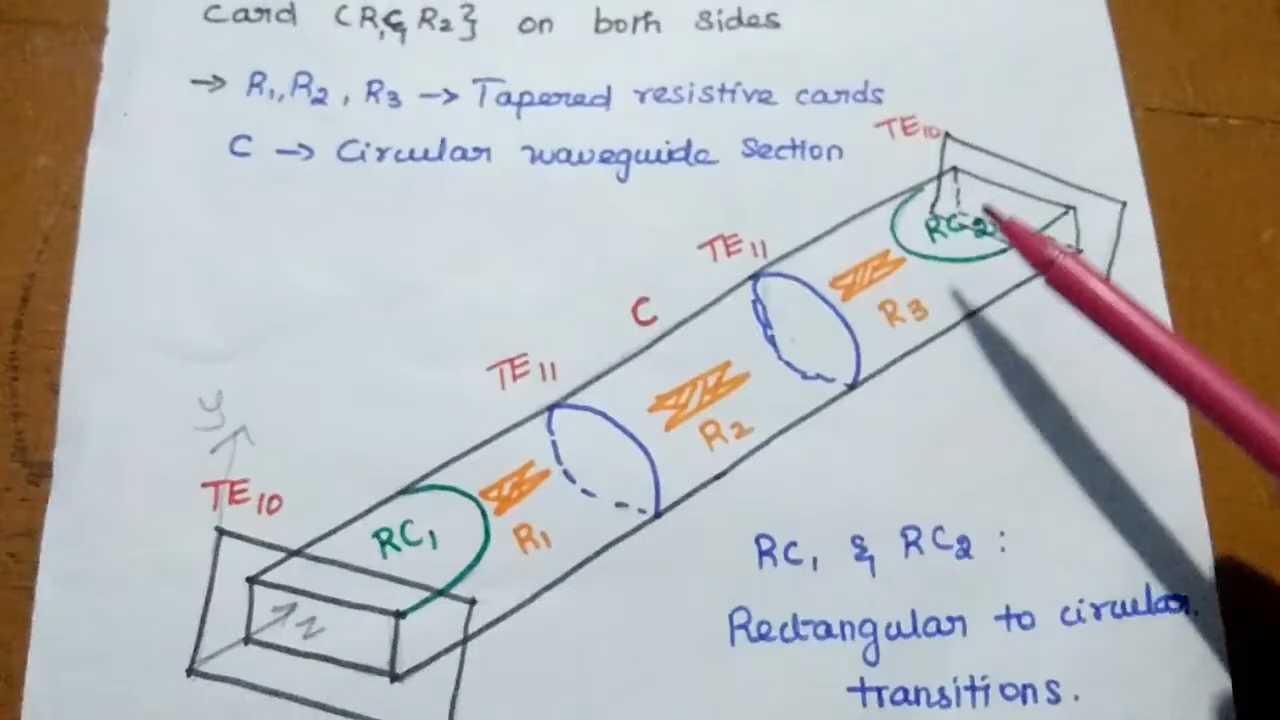 card (R₁ & R₂} on both sides
→ R₁, R₂, R₃ → Tapered resistive cards
C → Circular waveguide section
TE₁₀
RC₂
TE₁₁
R₃
C
TE₁₁
R₂
y
TE₁₀
R₁
RC₁
z
RC₁ & RC₂ :
Rectangular to circular
transitions.